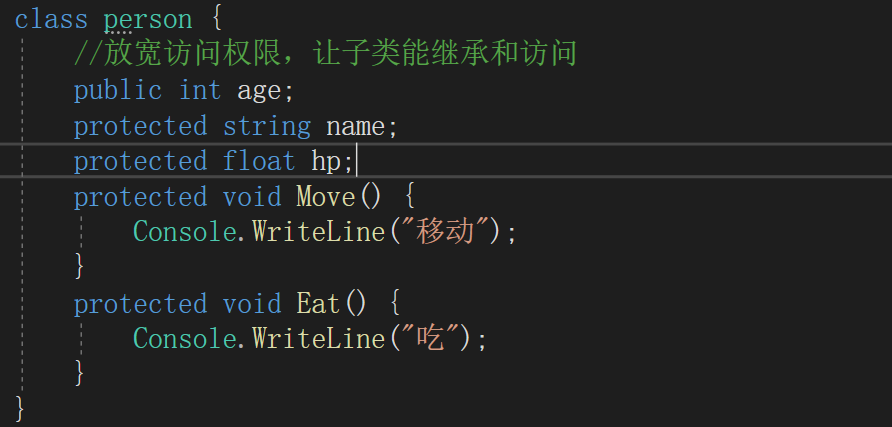 class person {
//放宽访问权限，让子类能继承和访问
public int age;
protected string name;
protected float hp;
protected void Move() {
Console.WriteLine("移动");
}
protected void Eat() {
Console.WriteLine("吃");
}
}